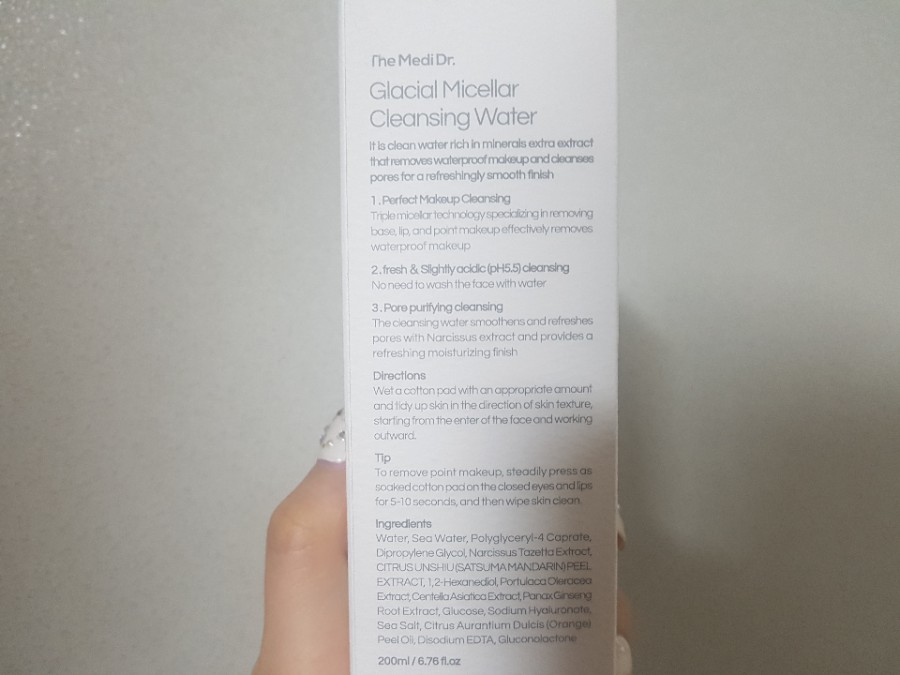 The Medi Dr.
Glacial Micellar
Cleansing Water
It is clean water rich in minerals extra extract
that removes waterproof makeup and cleanses
pores for a refreshingly smooth finish
1. Perfect Makeup Cleansing
Triple micellar technology specializing in removing
base, lip, and point makeup effectively removes
waterproof makeup
2. fresh & Slightly acidic (pH5.5) cleansing
No need to wash the face with water
3. Pore purifying cleansing
The cleansing water smoothens and refreshes
pores with Narcissus extract and provides a
refreshing moisturizing finish
Directions
Wet a cotton pad with an appropriate amount
and tidy up skin in the direction of skin texture,
starting from the enter of the face and working
outward.
Tip
To remove point makeup, steadily press as
soaked cotton pad on the closed eyes and lips
for 5-10 seconds, and then wipe skin clean.
Ingredients
Water, Sea Water, Polyglyceryl-4 Caprate,
Dipropylene Glycol, Narcissus Tazetta Extract,
CITRUS UNSHIU (SATSUMA MANDARIN) PEEL
EXTRACT, 1,2-Hexanediol, Portulaca Oleracea
Extract, Centella Asiatica Extract, Panax Ginseng
Root Extract, Glucose, Sodium Hyaluronate,
Sea Salt, Citrus Aurantium Dulcis (Orange)
Peel Oil, Disodium EDTA, Gluconolactone
200ml / 6.76 fl.oz